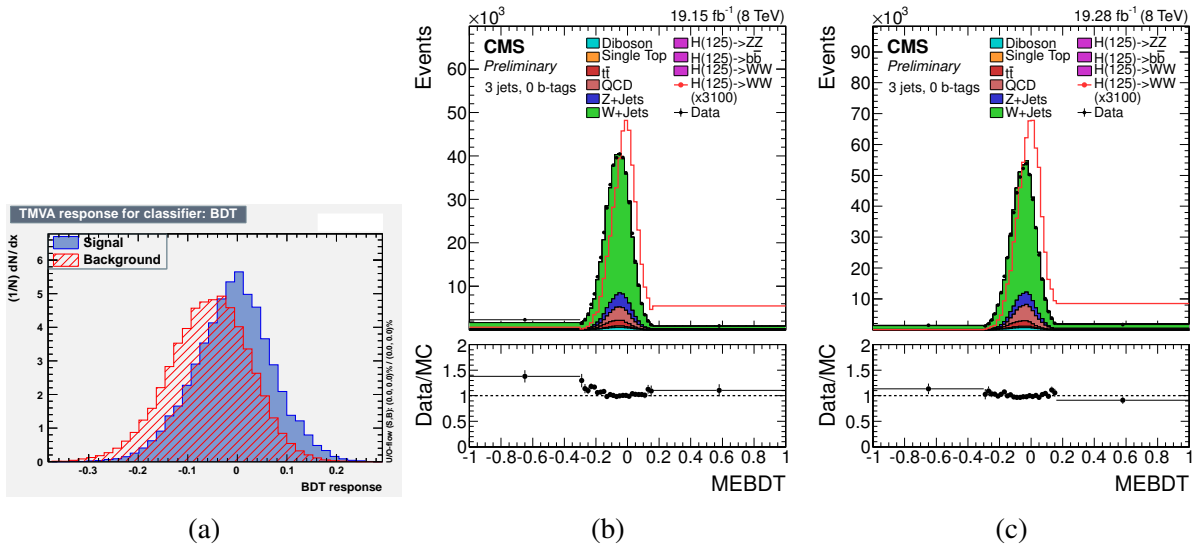 TMVA response for classifier: BDT
Signal
Background
(1/N) dN / dx
6
5
4
3
2
1
0
U/O-flow (S,B): (0.0, 0.0)% / (0.0, 0.0)%
-0.3 -0.2 -0.1 0 0.1 0.2
BDT response
(a)
×10³
19.15 fb⁻¹ (8 TeV)
Events
CMS
Preliminary
3 jets, 0 b-tags
Diboson
Single Top
tt̄
QCD
Z+Jets
W+Jets
H(125)->ZZ
H(125)->bb̄
H(125)->WW
H(125)->WW
(x3100)
Data
60
50
40
30
20
10
Data/MC
2
1.5
1
0.5
0
-1 -0.8 -0.6 -0.4 -0.2 0 0.2 0.4 0.6 0.8 1
MEBDT
(b)
×10³
19.28 fb⁻¹ (8 TeV)
Events
CMS
Preliminary
3 jets, 0 b-tags
Diboson
Single Top
tt̄
QCD
Z+Jets
W+Jets
H(125)->ZZ
H(125)->bb̄
H(125)->WW
H(125)->WW
(x3100)
Data
90
80
70
60
50
40
30
20
10
Data/MC
2
1.5
1
0.5
0
-1 -0.8 -0.6 -0.4 -0.2 0 0.2 0.4 0.6 0.8 1
MEBDT
(c)